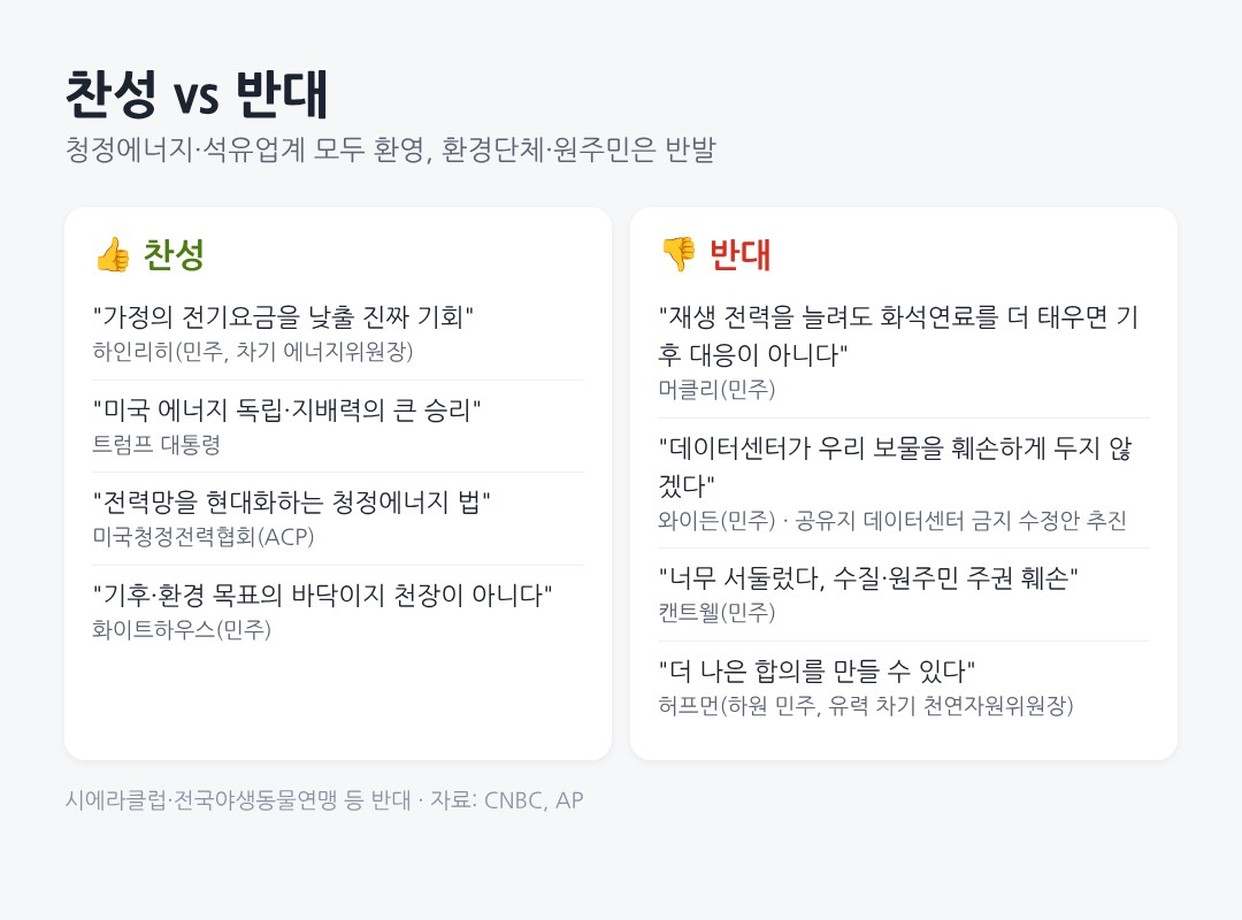 찬성 vs 반대
청정에너지·석유업계 모두 환영, 환경단체·원주민은 반발
👍 찬성
"가정의 전기요금을 낮출 진짜 기회"
하인리히(민주, 차기 에너지위원장)
"미국 에너지 독립·지배력의 큰 승리"
트럼프 대통령
"전력망을 현대화하는 청정에너지 법"
미국청정전력협회(ACP)
"기후·환경 목표의 바닥이지 천장이 아니다"
화이트하우스(민주)
👎 반대
"재생 전력을 늘려도 화석연료를 더 태우면 기
후 대응이 아니다"
머클리(민주)
"데이터센터가 우리 보물을 훼손하게 두지 않
겠다"
와이든(민주) · 공유지 데이터센터 금지 수정안 추진
"너무 서둘렀다, 수질·원주민 주권 훼손"
캔트웰(민주)
"더 나은 합의를 만들 수 있다"
허프먼(하원 민주, 유력 차기 천연자원위원장)
시에라클럽·전국야생동물연맹 등 반대 · 자료: CNBC, AP